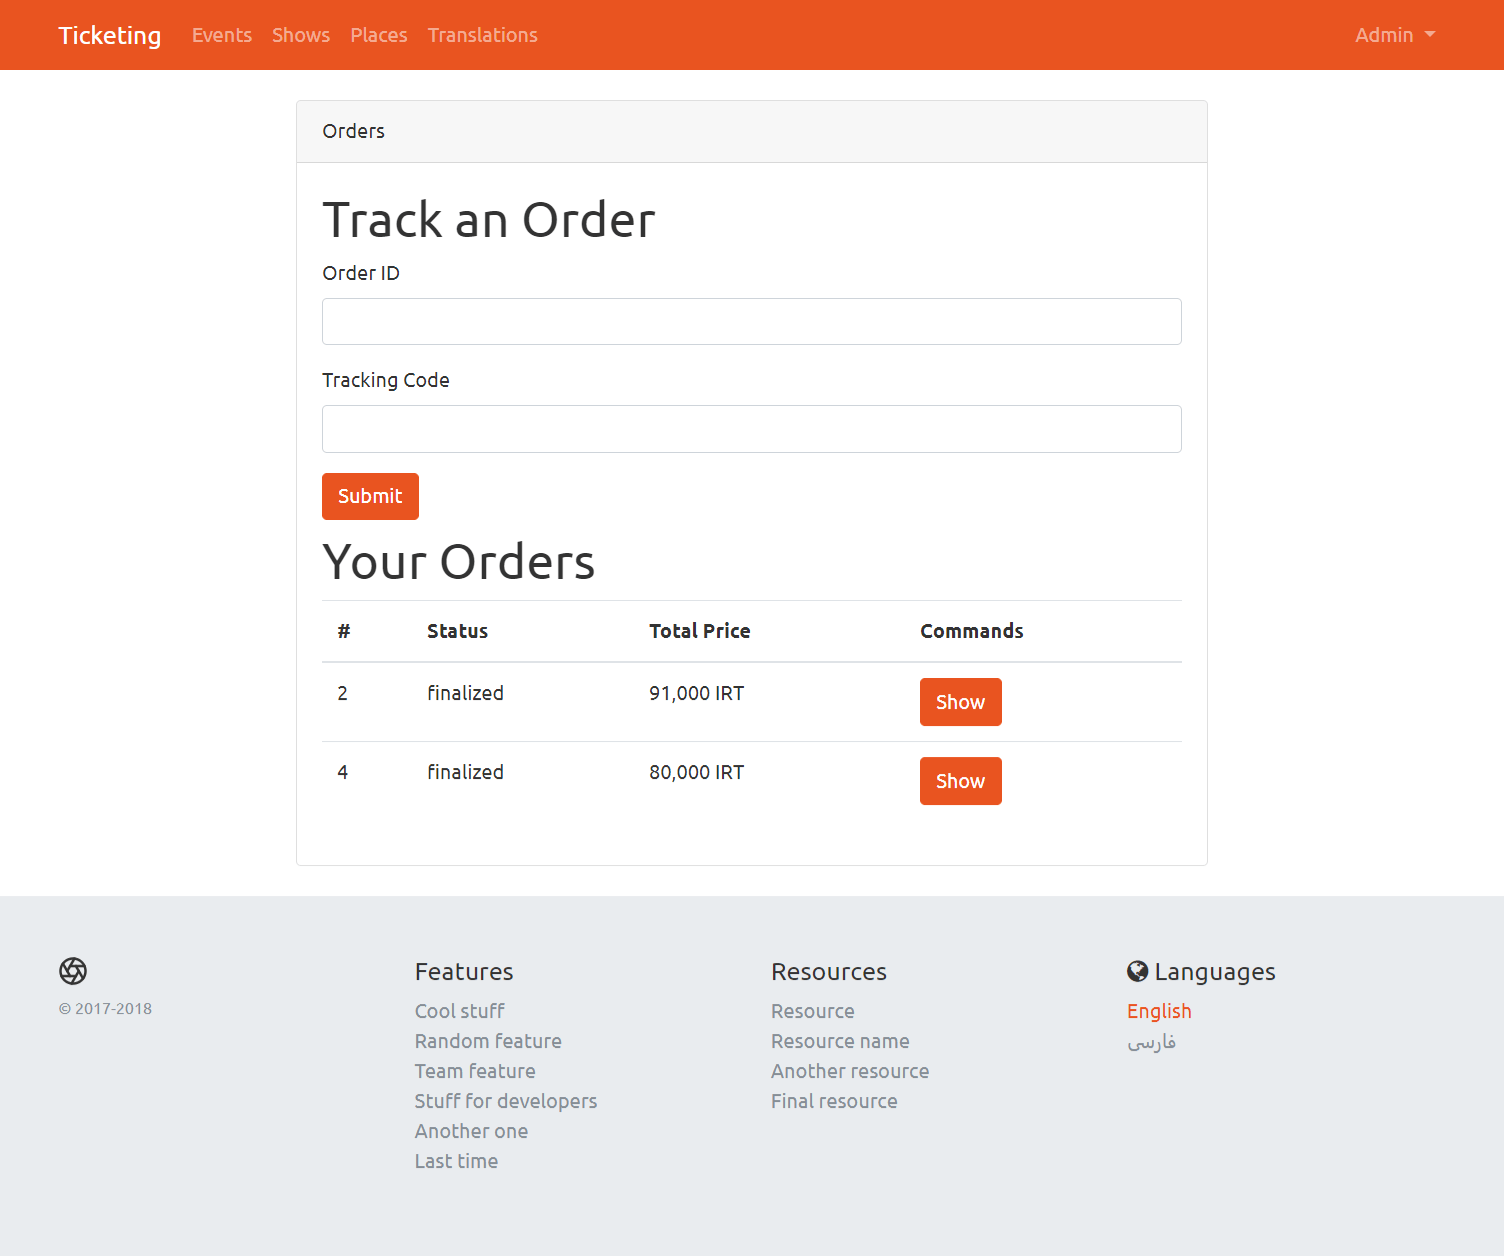 Ticketing Events Shows Places Translations Admin
Orders
Track an Order
Order ID
Tracking Code
Submit
Your Orders
# Status Total Price Commands
2 finalized 91,000 IRT Show
4 finalized 80,000 IRT Show
© 2017-2018
Features
Cool stuff
Random feature
Team feature
Stuff for developers
Another one
Last time
Resources
Resource
Resource name
Another resource
Final resource
Languages
English
فارسی